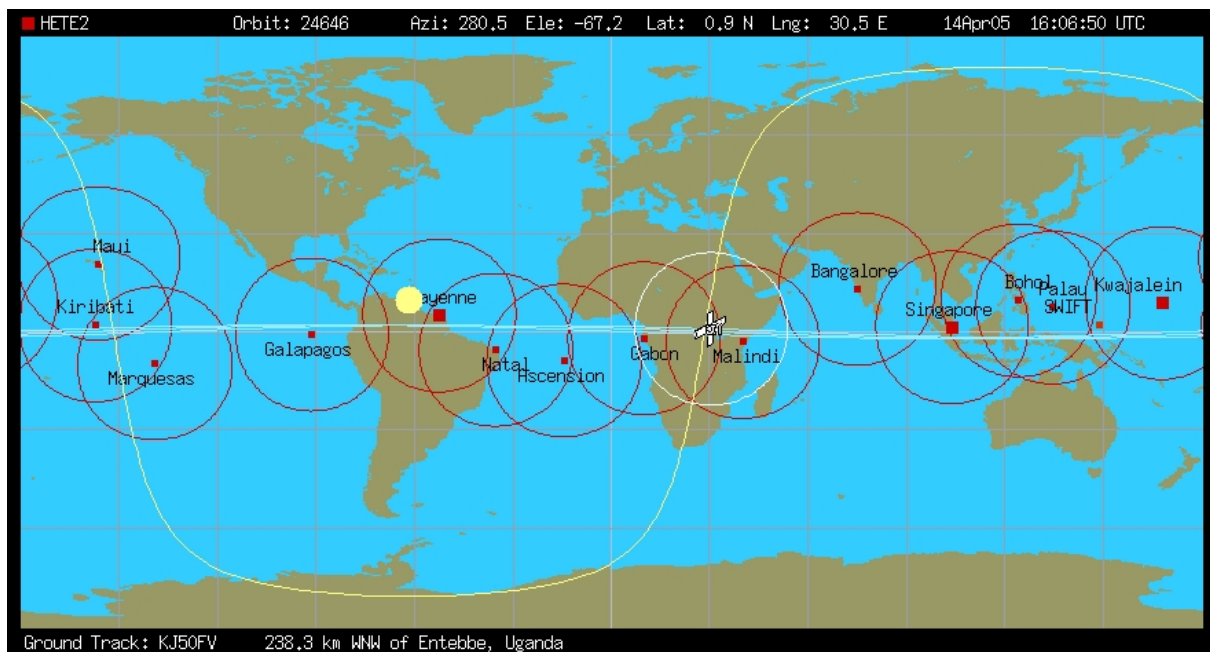 HETE2 Orbit: 24646 Azi: 280.5 Ele: -67.2 Lat: 0.9 N Lng: 30.5 E 14Apr05 16:06:50 UTC
Maui
Bangalore
Kiribati
ayenne
Bohol
Palau
Kwajalein
Singapore
SWIFT
Galapagos
Natal
Ascension
Gabon
Malindi
Marquesas
Ground Track: KJ50FV 238.3 km WNW of Entebbe, Uganda